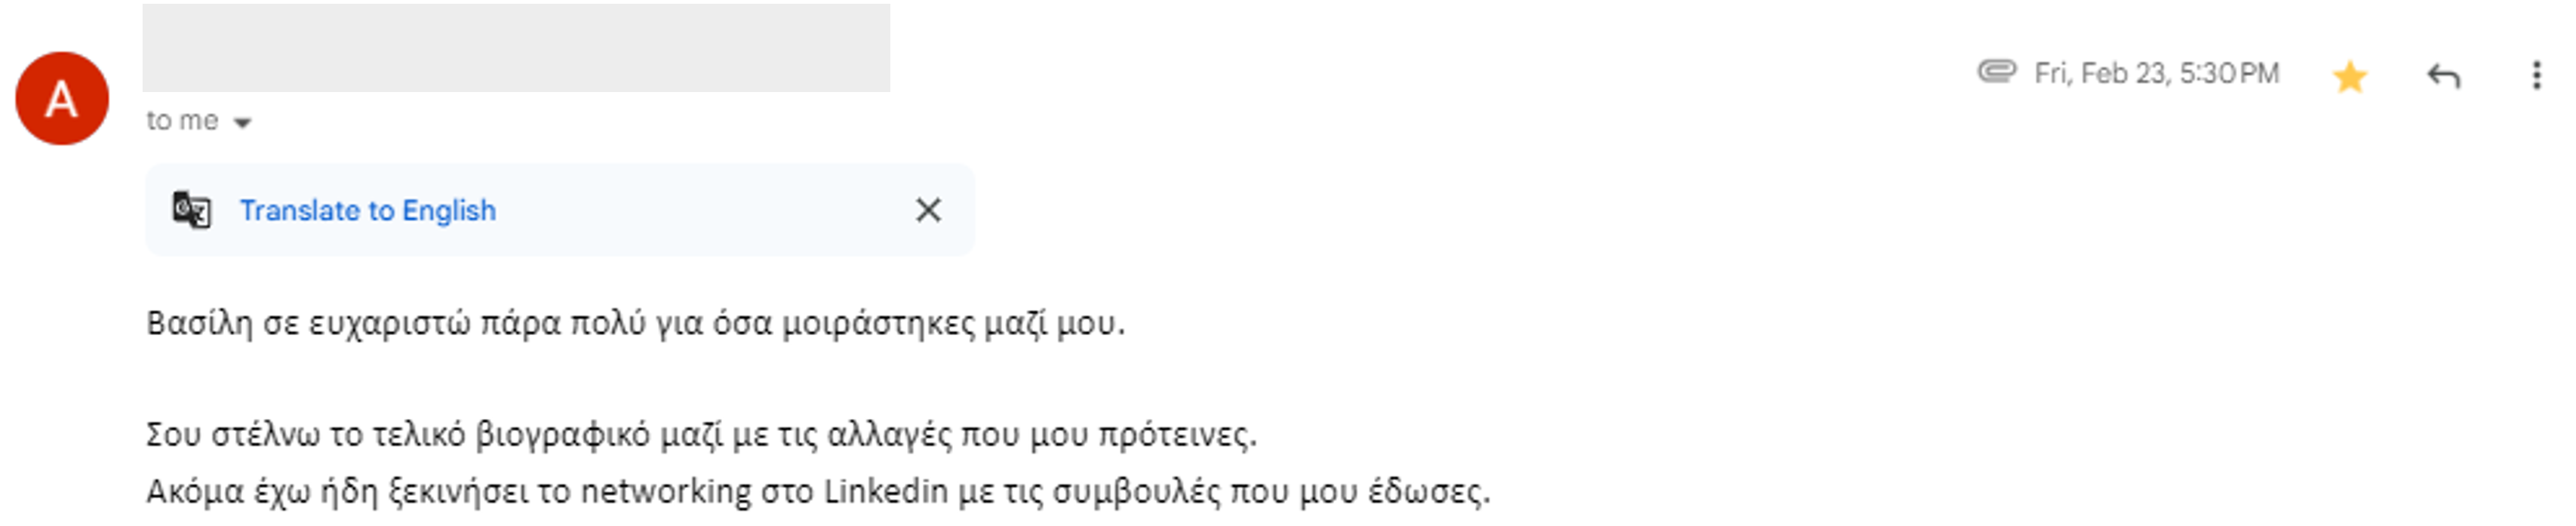 A
Fri, Feb 23, 5:30 PM
to me
Translate to English
Βασίλη σε ευχαριστώ πάρα πολύ για όσα μοιράστηκες μαζί μου.
Σου στέλνω το τελικό βιογραφικό μαζί με τις αλλαγές που μου πρότεινες.
Ακόμα έχω ήδη ξεκινήσει το networking στο Linkedin με τις συμβουλές που μου έδωσες.